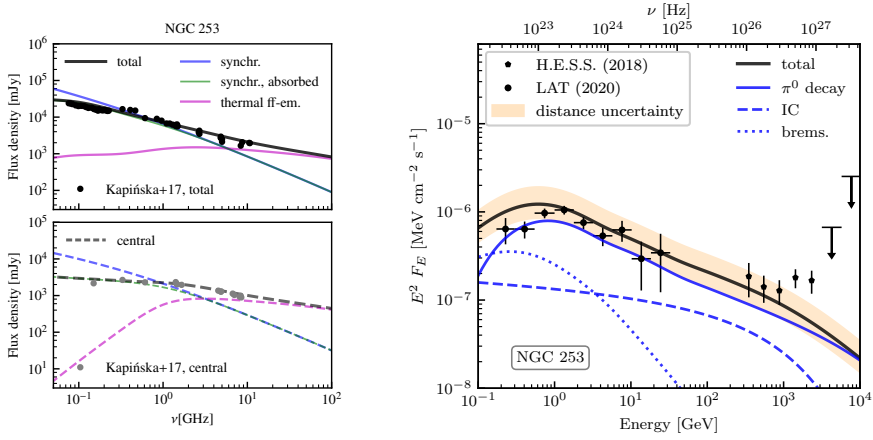 NGC 253
Flux density [mJy]
10^6
10^5
10^4
10^3
10^2
total
synchr.
synchr., absorbed
thermal ff-em.
Kapińska+17, total
Flux density [mJy]
10^5
10^4
10^3
10^2
10^1
central
Kapińska+17, central
10^−1 10^0 10^1 10^2
ν[GHz]
ν [Hz]
10^23 10^24 10^25 10^26 10^27
E^2 F_E [MeV cm^−2 s^−1]
10^−4
10^−5
10^−6
10^−7
10^−8
H.E.S.S. (2018)
LAT (2020)
distance uncertainty
total
π^0 decay
IC
brems.
NGC 253
10^−1 10^0 10^1 10^2 10^3 10^4
Energy [GeV]